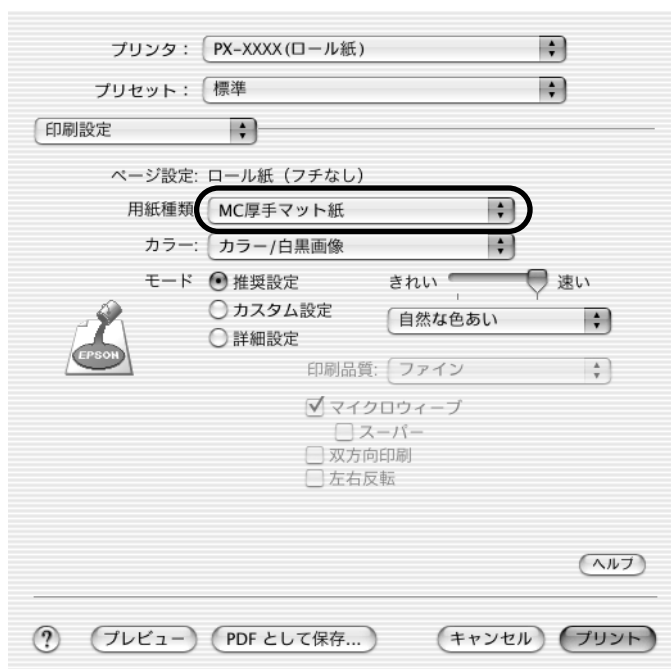 プリンタ： PX-XXXX(ロール紙)
プリセット： 標準
印刷設定
ページ設定: ロール紙（フチなし）
用紙種類 MC厚手マット紙
カラー: カラー/白黒画像
モード 推奨設定 きれい 速い
カスタム設定 自然な色あい
詳細設定
EPSON
印刷品質: ファイン
マイクロウィーブ
スーパー
双方向印刷
左右反転
ヘルプ
? プレビュー PDF として保存... キャンセル プリント